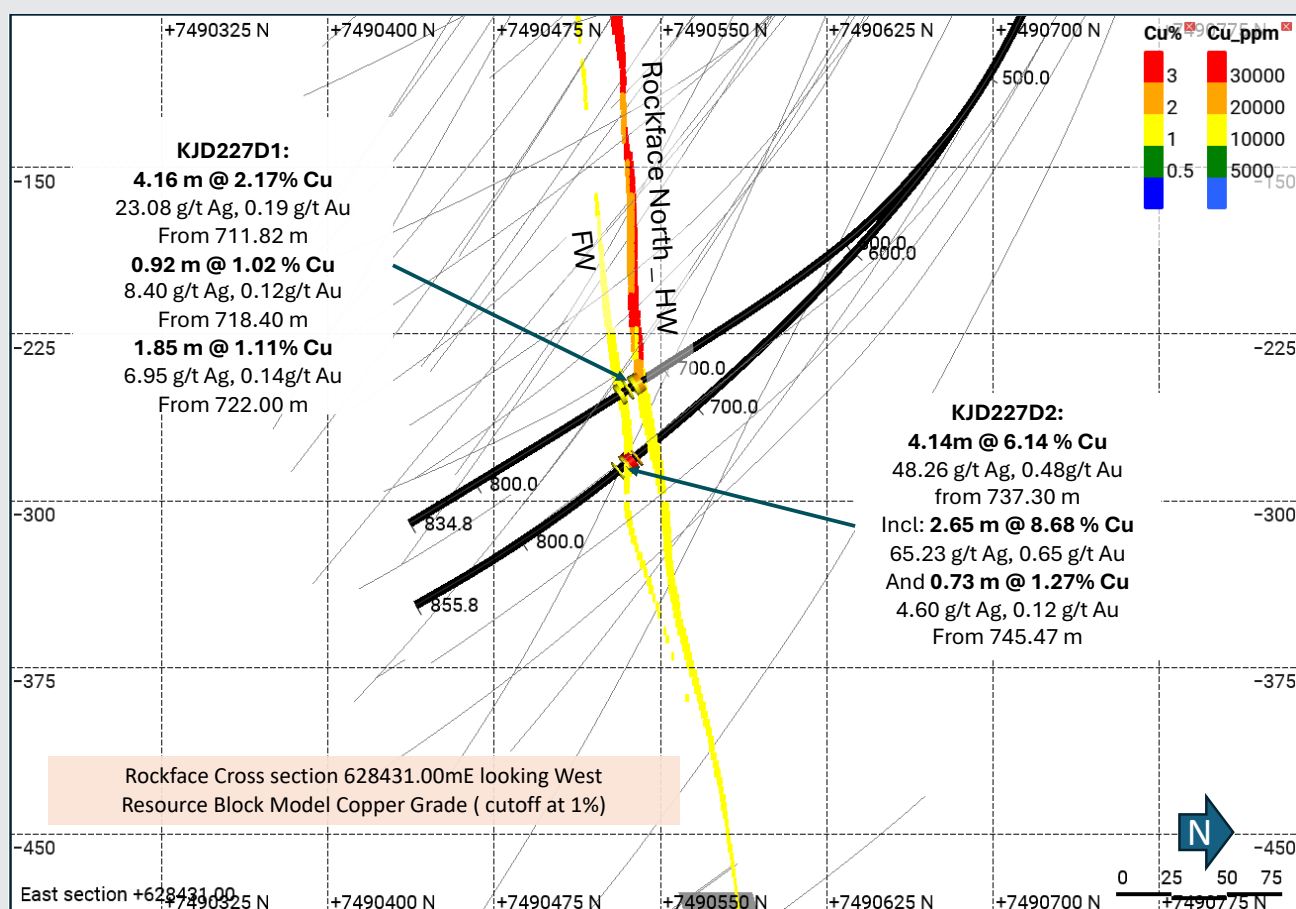 +7490325 N
+7490400 N
+7490475 N
+7490550 N
+7490625 N
+7490700 N
+7490775 N
Cu%
Cu_ppm
3
30000
2
20000
1
10000
0.5
5000
500.0
Rockface North _ HW
FW
-150
-150
KJD227D1:
4.16 m @ 2.17% Cu
23.08 g/t Ag, 0.19 g/t Au
From 711.82 m
0.92 m @ 1.02 % Cu
8.40 g/t Ag, 0.12g/t Au
From 718.40 m
1.85 m @ 1.11% Cu
6.95 g/t Ag, 0.14g/t Au
From 722.00 m
600.0
-225
-225
700.0
700.0
KJD227D2:
4.14m @ 6.14 % Cu
48.26 g/t Ag, 0.48g/t Au
from 737.30 m
Incl: 2.65 m @ 8.68 % Cu
65.23 g/t Ag, 0.65 g/t Au
And 0.73 m @ 1.27% Cu
4.60 g/t Ag, 0.12 g/t Au
From 745.47 m
800.0
834.8
800.0
855.8
-300
-300
-375
-375
Rockface Cross section 628431.00mE looking West
Resource Block Model Copper Grade ( cutoff at 1%)
-450
-450
N
0 25 50 75
East section +628431.00
+7490325 N
+7490400 N
+7490475 N
+7490550 N
+7490625 N
+7490700 N
+7490775 N